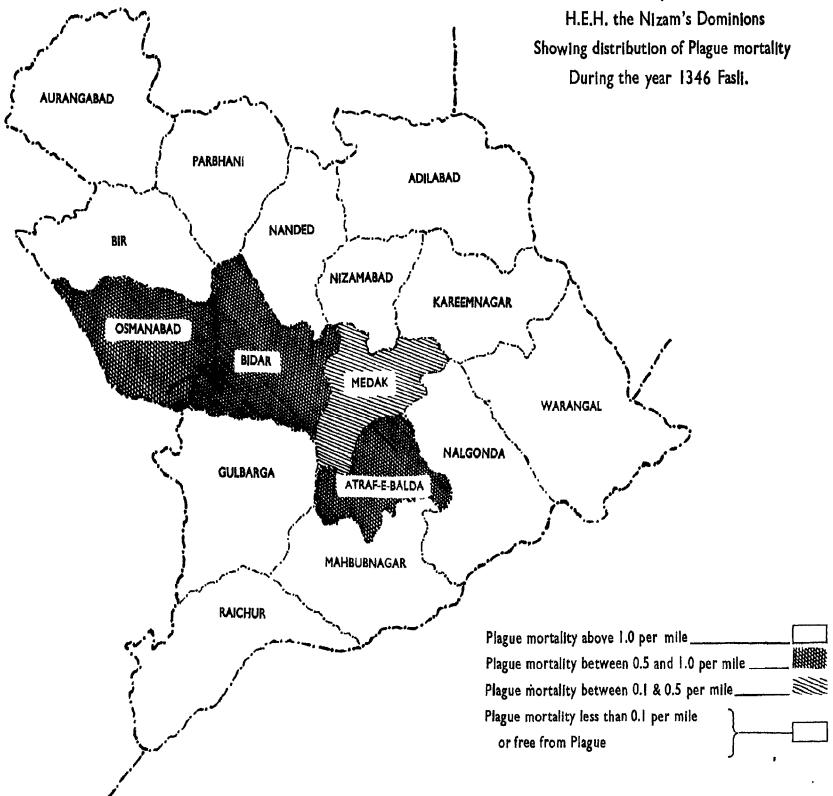 H.E.H. the Nizam's Dominions
Showing distribution of Plague mortality
During the year 1346 Fasli.
AURANGABAD
PARBHANI
ADILABAD
BIR
NANDED
NIZAMABAD
KAREEMNAGAR
OSMANABAD
BIDAR
MEDAK
WARANGAL
GULBARGA
NALGONDA
ATRAF-E-BALDA
MAHBUBNAGAR
RAICHUR
Plague mortality above 1.0 per mile
Plague mortality between 0.5 and 1.0 per mile
Plague mortality between 0.1 & 0.5 per mile
Plague mortality less than 0.1 per mile
or free from Plague